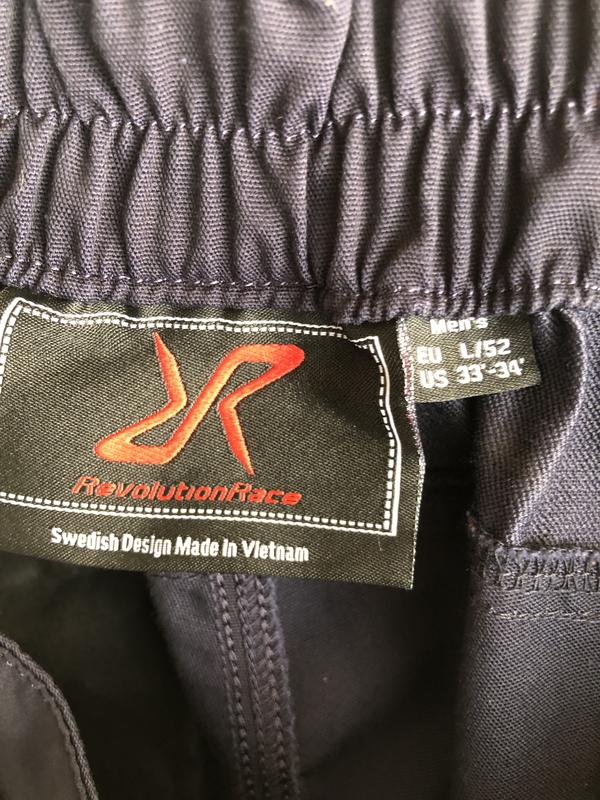 Men's
EU L/52
US 33'-34'
RevolutionRace
Swedish Design Made in Vietnam